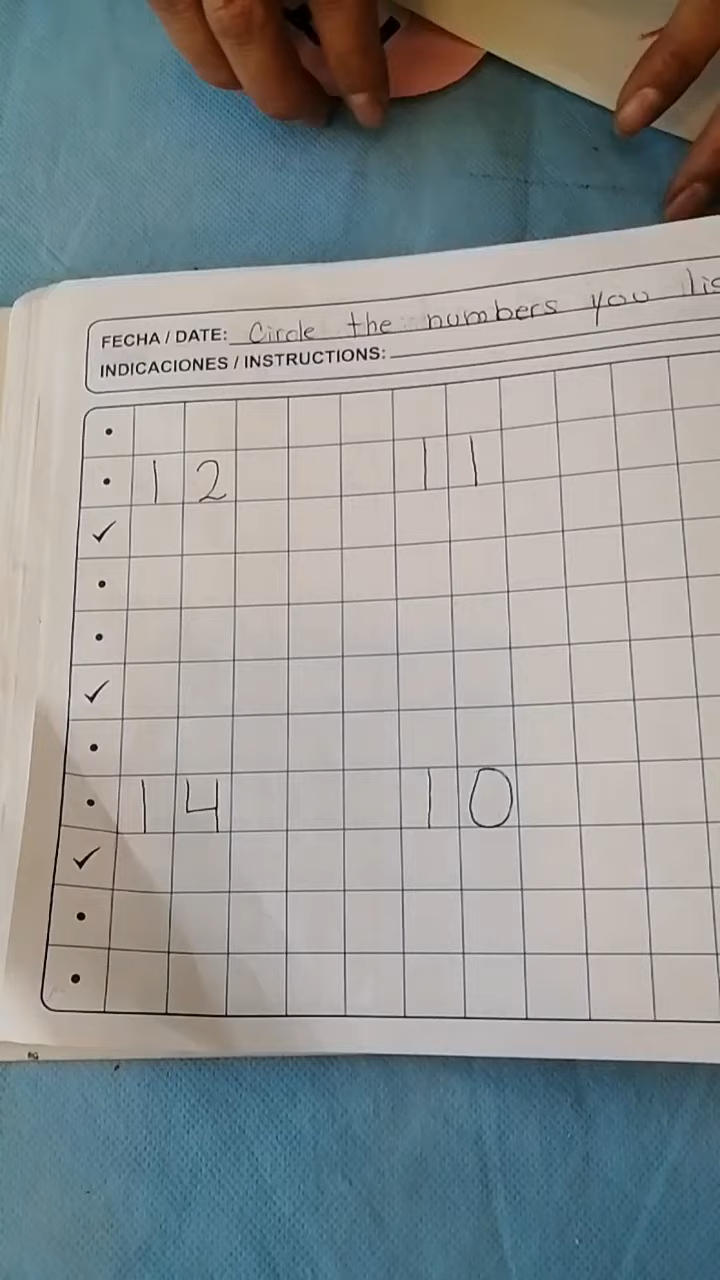 FECHA / DATE: Circle the numbers you
INDICACIONES / INSTRUCTIONS:
12 11
14 10